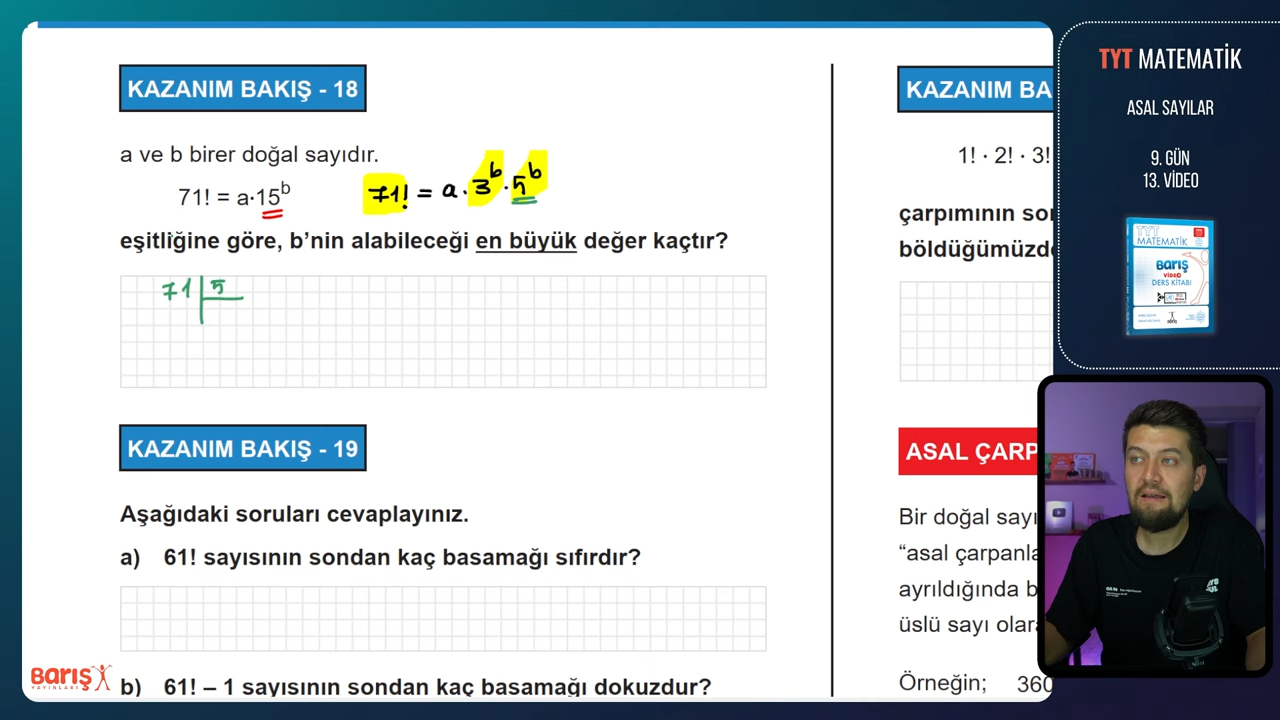 KAZANIM BAKIŞ - 18
a ve b birer doğal sayıdır.
71! = a·15ᵇ
71! = a · 3ᵇ · 5ᵇ
eşitliğine göre, b’nin alabileceği en büyük değer kaçtır?
71 5
KAZANIM BAKIŞ - 19
Aşağıdaki soruları cevaplayınız.
a) 61! sayısının sondan kaç basamağı sıfırdır?
b) 61! – 1 sayısının sondan kaç basamağı dokuzdur?
BARIŞ
YAYINLARI
KAZANIM BA
1! · 2! · 3!
çarpımının so
böldüğümüzd
ASAL ÇARP
Bir doğal sayı
“asal çarpanla
ayrıldığında b
üslü sayı olar
Örneğin; 360
TYT MATEMATİK
ASAL SAYILAR
9. GÜN
13. VİDEO
TYT
MATEMATİK
BARIŞ
VİDEO
DERS KİTABI